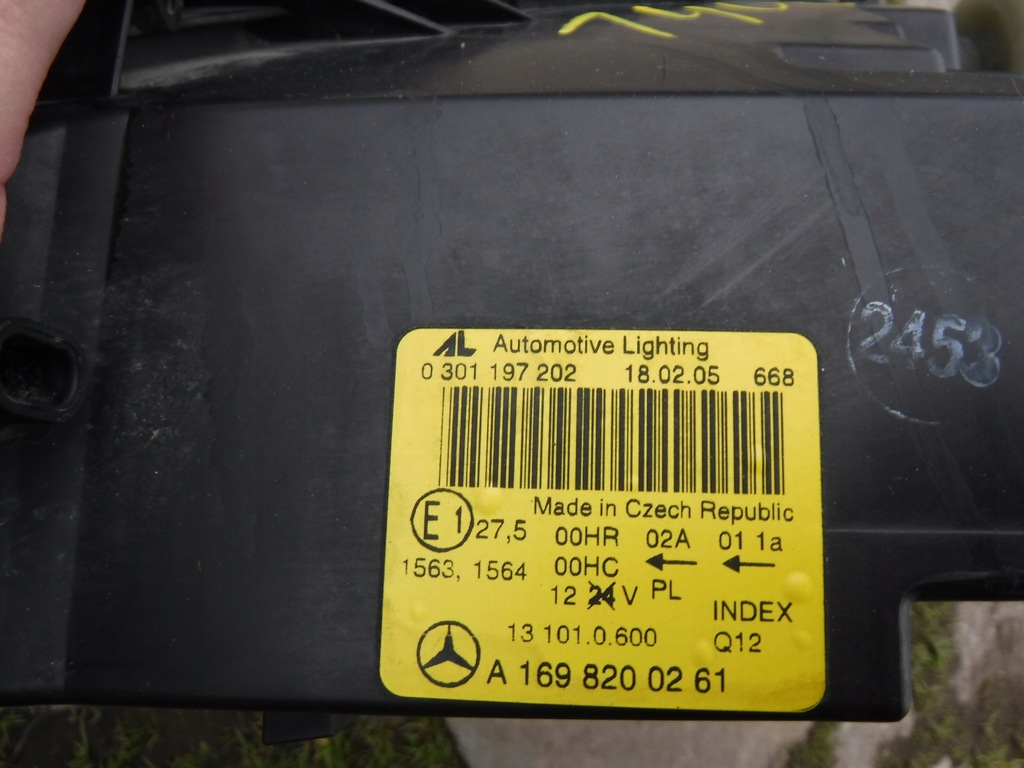 AL Automotive Lighting
0 301 197 202 18.02.05 668
Made in Czech Republic
E1 27,5 00HR 02A 01 1a
1563, 1564 00HC ← ←
12 24 V PL
INDEX
13 101.0.600 Q12
A 169 820 02 61
2453